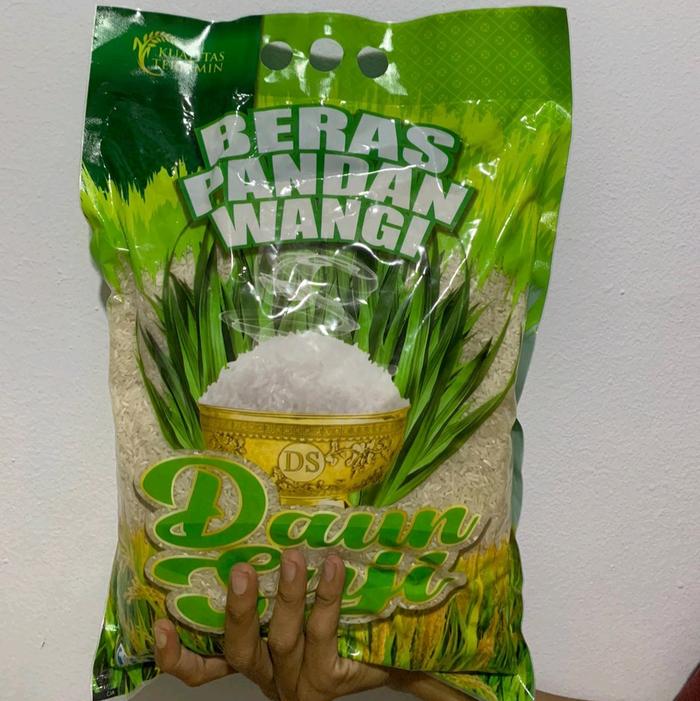 KUALITAS
TERJAMIN
BERAS
PANDAN
WANGI
DS
Daun
Suji